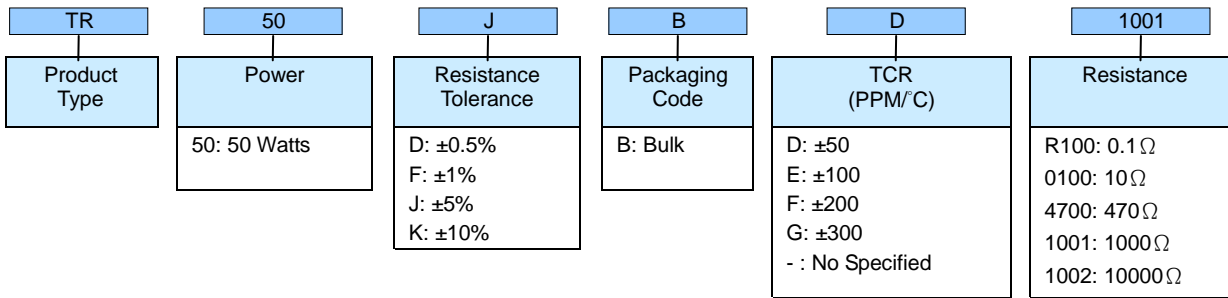 TR 50 J B D 1001
Product
Type
Power
50: 50 Watts
Resistance
Tolerance
D: ±0.5%
F: ±1%
J: ±5%
K: ±10%
Packaging
Code
B: Bulk
TCR
(PPM/°C)
D: ±50
E: ±100
F: ±200
G: ±300
- : No Specified
Resistance
R100: 0.1Ω
0100: 10Ω
4700: 470Ω
1001: 1000Ω
1002: 10000Ω